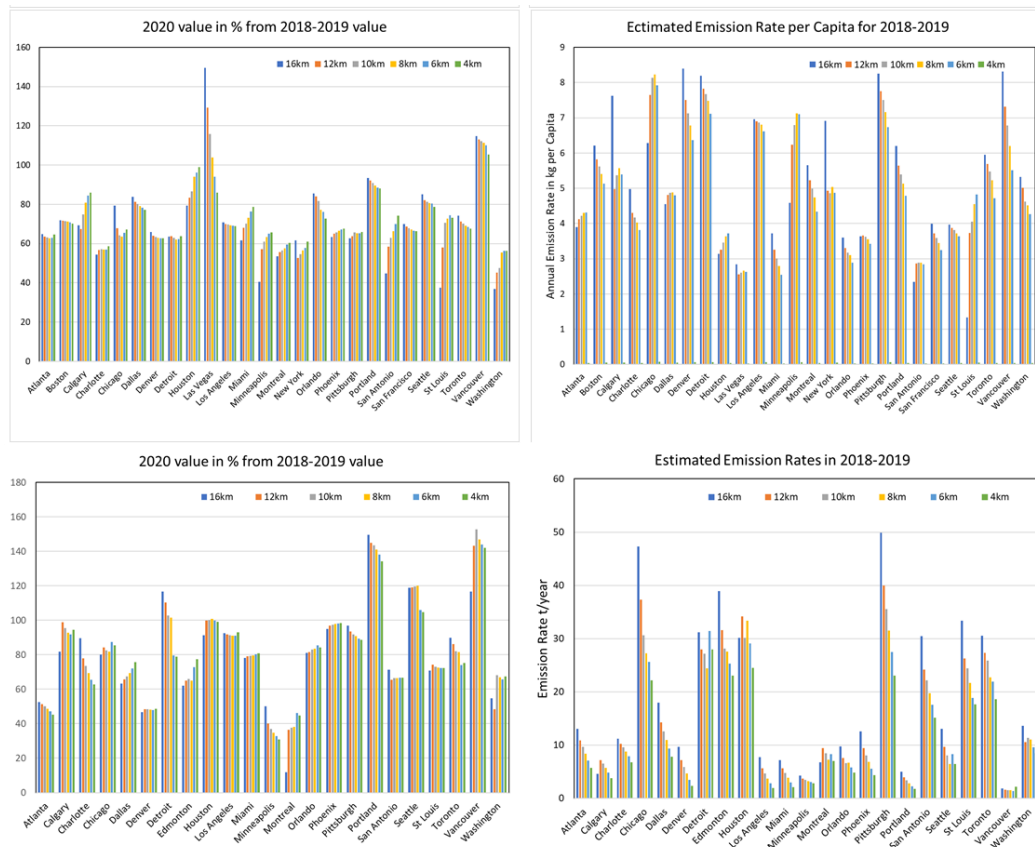 2020 value in % from 2018-2019 value
160
140
120
100
80
60
40
20
0
16km 12km 10km 8km 6km 4km
Atlanta
Boston
Calgary
Charlotte
Chicago
Dallas
Denver
Detroit
Houston
Las Vegas
Los Angeles
Miami
Minneapolis
Montreal
New York
Orlando
Phoenix
Pittsburgh
Portland
San Antonio
San Francisco
Seattle
St Louis
Toronto
Vancouver
Washington
Ectimated Emission Rate per Capita for 2018-2019
Annual Emission Rate in kg per Capita
9
8
7
6
5
4
3
2
1
0
16km 12km 10km 8km 6km 4km
Atlanta
Boston
Calgary
Charlotte
Chicago
Dallas
Denver
Detroit
Houston
Las Vegas
Los Angeles
Miami
Minneapolis
Montreal
New York
Orlando
Phoenix
Pittsburgh
Portland
San Antonio
San Francisco
Seattle
St Louis
Toronto
Vancouver
Washington
2020 value in % from 2018-2019 value
180
160
140
120
100
80
60
40
20
0
16km 12km 10km 8km 6km 4km
Atlanta
Calgary
Charlotte
Chicago
Dallas
Denver
Detroit
Edmonton
Houston
Los Angeles
Miami
Minneapolis
Montreal
Orlando
Phoenix
Pittsburgh
Portland
San Antonio
Seattle
St Louis
Toronto
Vancouver
Washington
Estimated Emission Rates in 2018-2019
Emission Rate t/year
60
50
40
30
20
10
0
16km 12km 10km 8km 6km 4km
Atlanta
Calgary
Charlotte
Chicago
Dallas
Denver
Detroit
Edmonton
Houston
Los Angeles
Miami
Minneapolis
Montreal
Orlando
Phoenix
Pittsburgh
Portland
San Antonio
Seattle
St Louis
Toronto
Vancouver
Washington